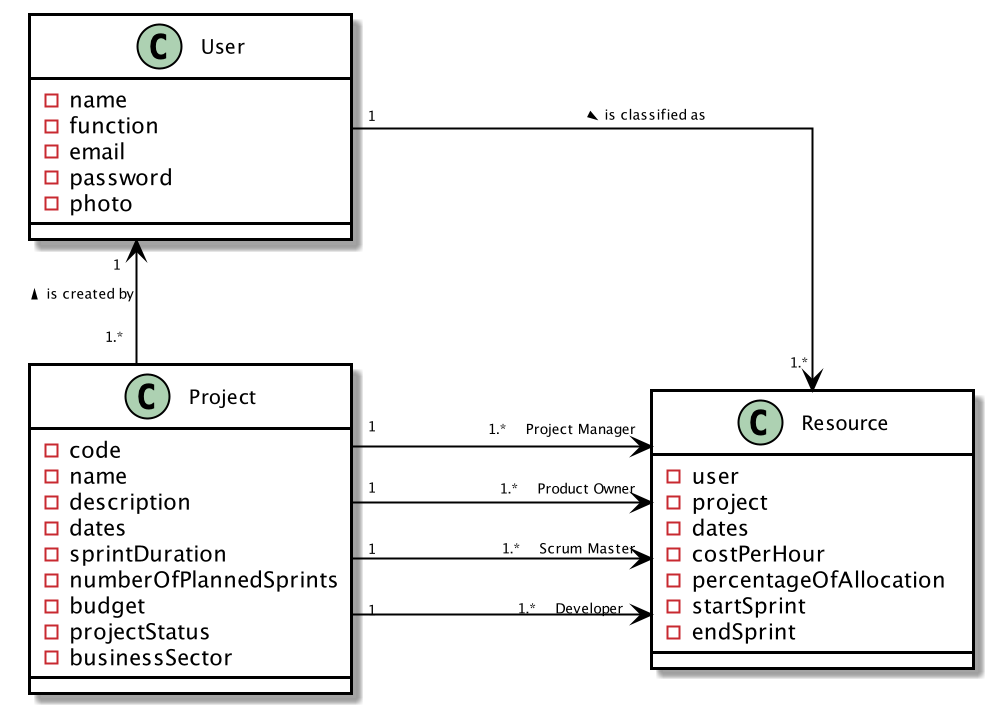 C User
name
function
email
password
photo
1
is classified as
1.*
1
is created by
1.*
C Project
code
name
description
dates
sprintDuration
numberOfPlannedSprints
budget
projectStatus
businessSector
1 1.* Project Manager
1 1.* Product Owner
1 1.* Scrum Master
1 1.* Developer
C Resource
user
project
dates
costPerHour
percentageOfAllocation
startSprint
endSprint